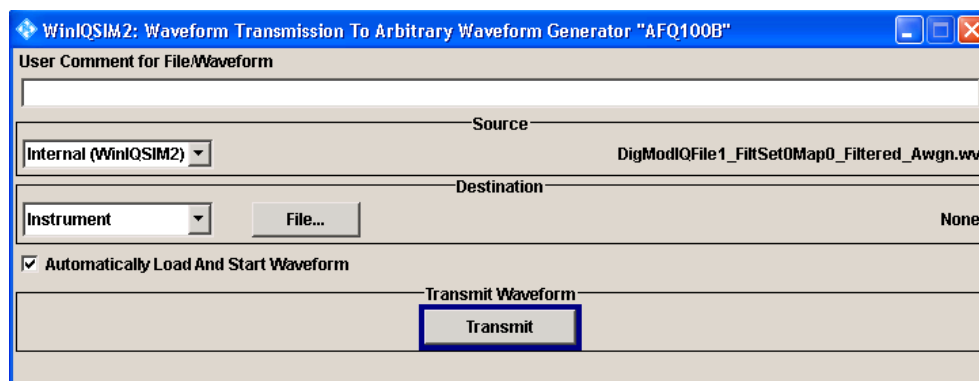 WinIQSIM2: Waveform Transmission To Arbitrary Waveform Generator "AFQ100B"
User Comment for File/Waveform
Source
Internal (WinIQSIM2) DigModIQFile1_FiltSet0Map0_Filtered_Awgn.wv
Destination
Instrument File... None
Automatically Load And Start Waveform
Transmit Waveform
Transmit